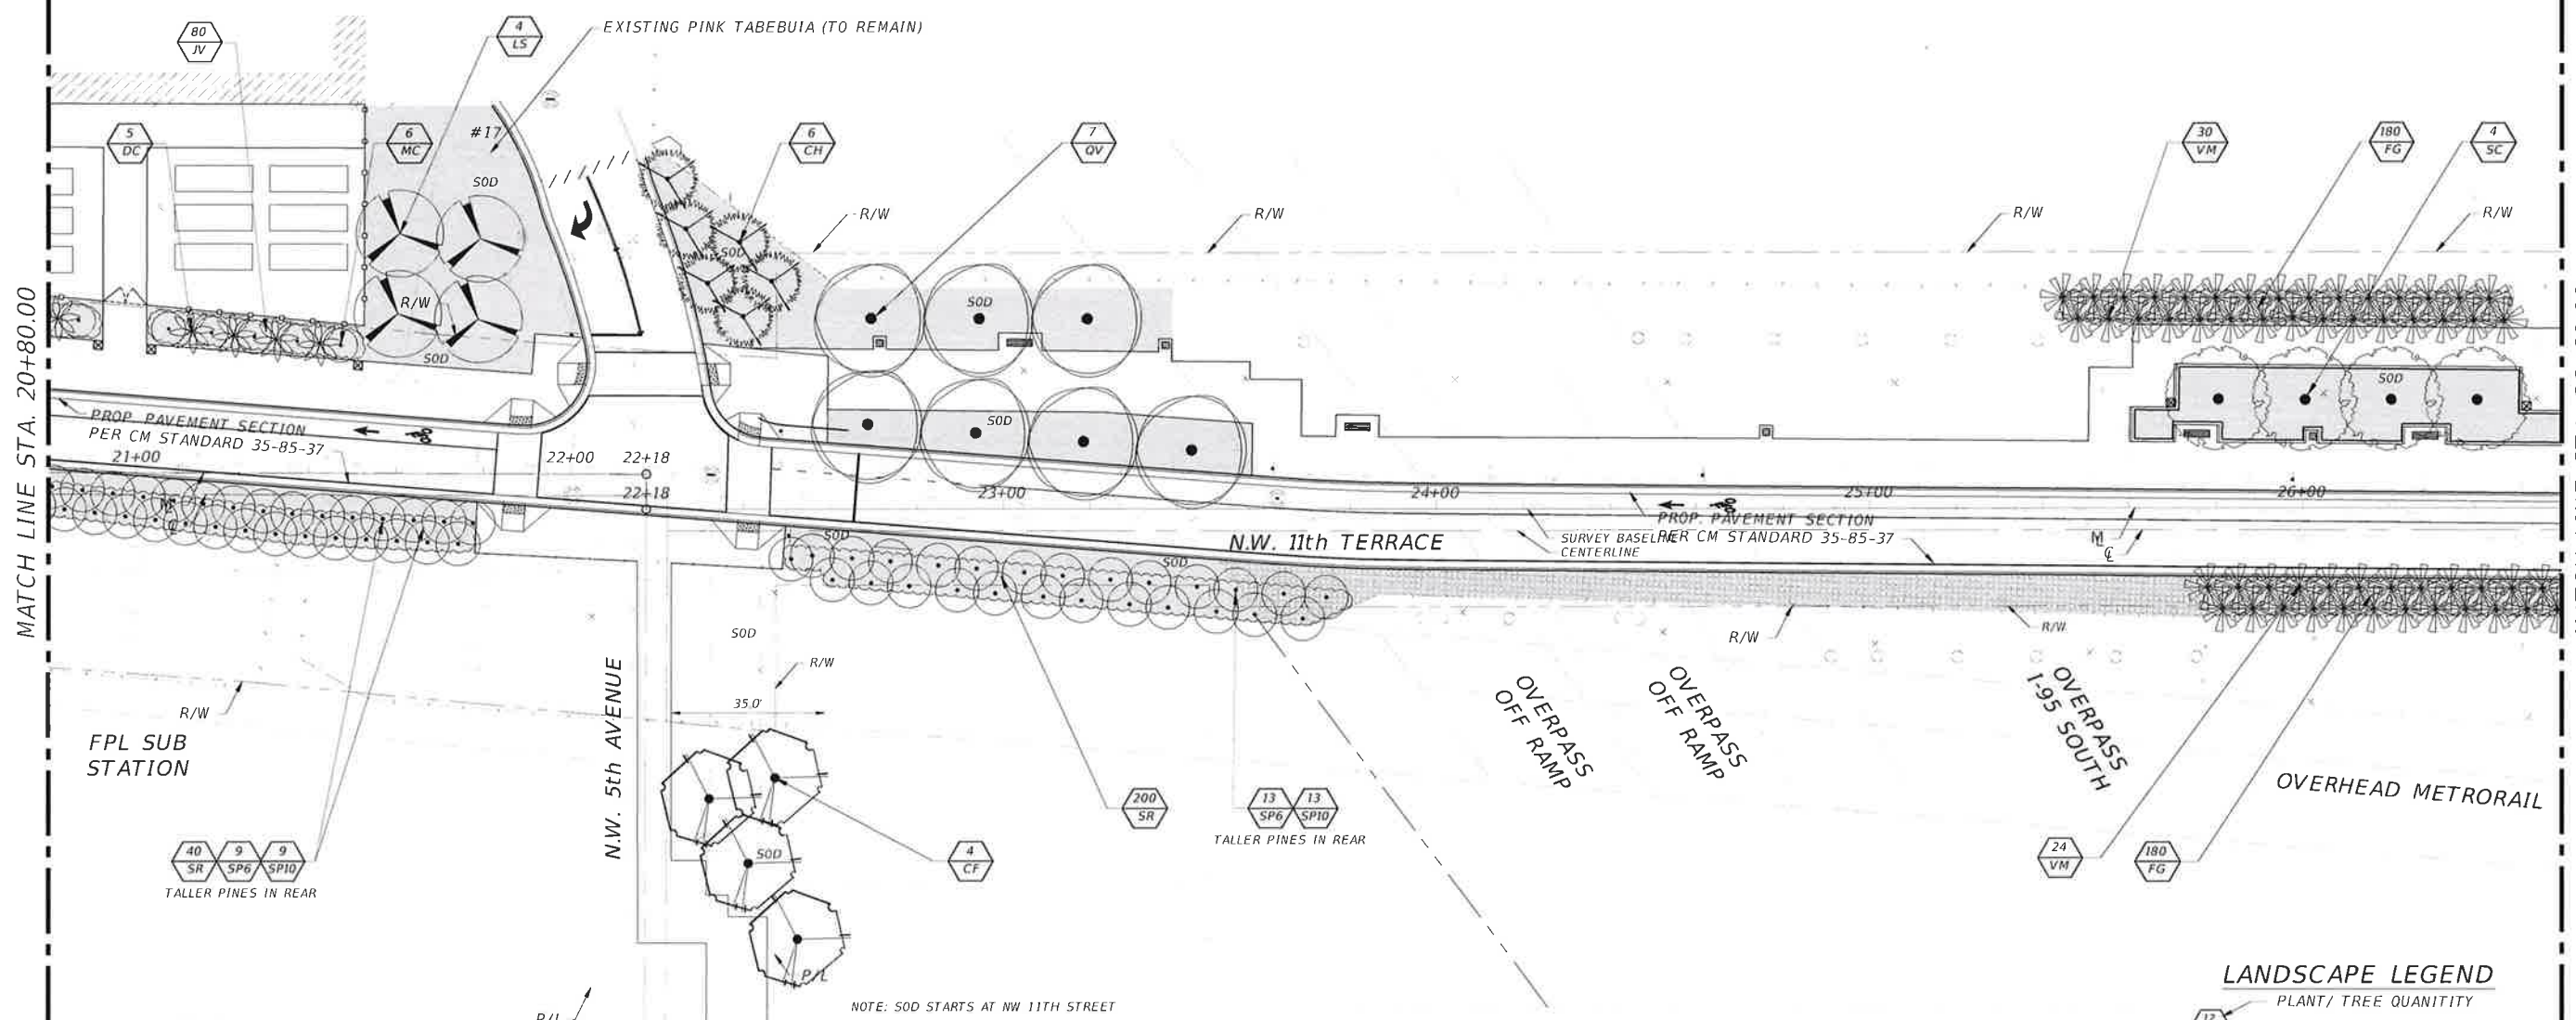 80
JV
4
LS
EXISTING PINK TABEBUIA (TO REMAIN)
5
DC
6
MC
#17
6
CH
7
QV
30
VM
180
FG
4
SC
SOD
R/W
R/W
R/W
R/W
SOD
R/W
SOD
SOD
SOD
SOD
SOD
MATCH LINE STA. 20+80.00
PROP. PAVEMENT SECTION
PER CM STANDARD 35-85-37
21+00
22+00
22+18
22+18
23+00
24+00
25+00
26+00
SOD
SOD
N.W. 11th TERRACE
SURVEY BASELINE
CENTERLINE
PROP. PAVEMENT SECTION
PER CM STANDARD 35-85-37
SOD
R/W
R/W
R/W
R/W
35.0'
FPL SUB
STATION
N.W. 5th AVENUE
OVERPASS
OFF RAMP
OVERPASS
OFF RAMP
OVERPASS
I-95 SOUTH
OVERHEAD METRORAIL
40
SR
9
SP6
9
SP10
TALLER PINES IN REAR
SOD
4
CF
200
SR
13
SP6
13
SP10
TALLER PINES IN REAR
24
VM
180
FG
P/L
P/L
NOTE: SOD STARTS AT NW 11TH STREET
LANDSCAPE LEGEND
PLANT/ TREE QUANITITY
12